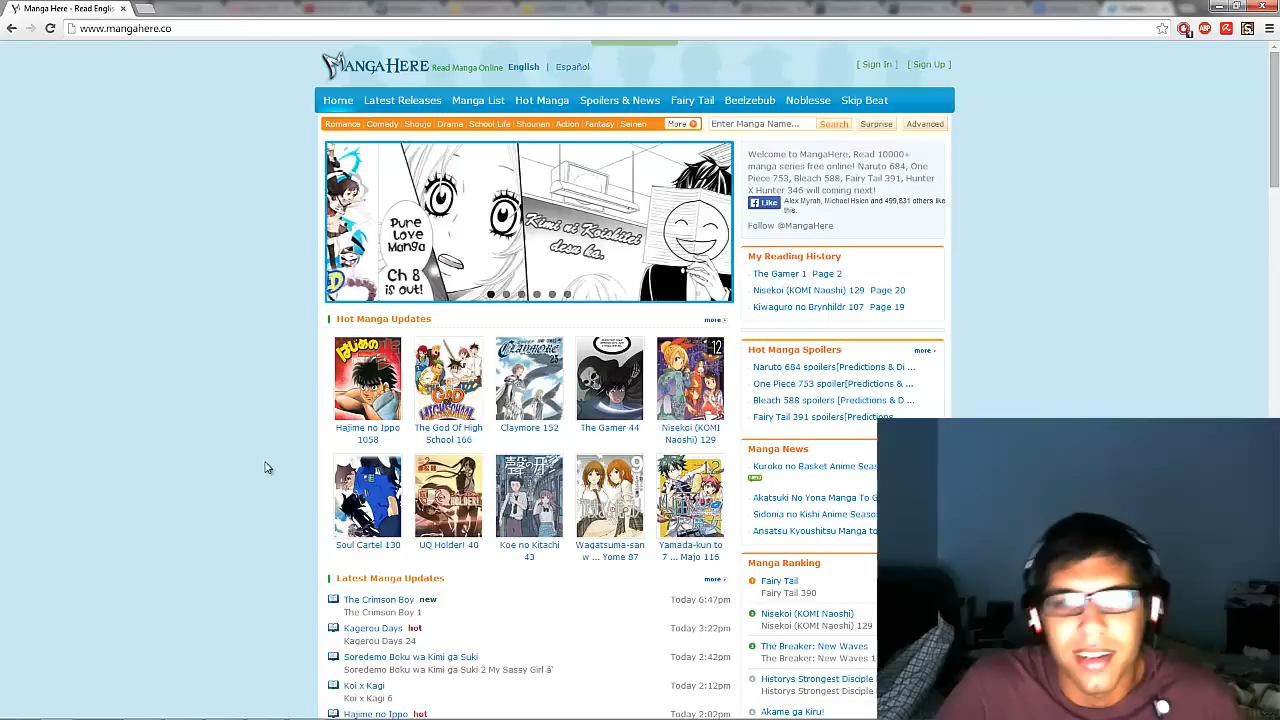 Manga Here - Read Englis
www.mangahere.co
MANGAHERE Read Manga Online English | Español
[ Sign In ] [ Sign Up ]
Home Latest Releases Manga List Hot Manga Spoilers & News Fairy Tail Beelzebub Noblesse Skip Beat
Romance Comedy Shoujo Drama School Life Shounen Action Fantasy Seinen More Enter Manga Name... Search Surprise Advanced
Pure
Love
Manga
Ch 8
is out!
Kimi ni Koishitei
desu ka.
Welcome to MangaHere, Read 10000+
manga series free online! Naruto 684, One
Piece 753, Bleach 588, Fairy Tail 391, Hunter
X Hunter 346 will coming next!
Like Alex Myrah, Michael Hsien and 499,831 others like
this.
Follow @MangaHere
My Reading History
The Gamer 1 Page 2
Nisekoi (KOMI Naoshi) 129 Page 20
Kiwaguro no Brynhildr 107 Page 19
Hot Manga Updates more
Hajime no Ippo
1058
The God Of High
School 166
Claymore 152
The Gamer 44
Nisekoi (KOMI
Naoshi) 129
Soul Cartel 130
UQ Holder! 40
Koe no Kitachi
43
Wagatsuma-san
w ... Yome 87
Yamada-kun to
7 ... Majo 116
Hot Manga Spoilers more
Naruto 684 spoilers[Predictions & Di ...
One Piece 753 spoiler[Predictions & ...
Bleach 588 spoilers [Predictions & D ...
Fairy Tail 391 spoilers[Predictions
Manga News
Kuroko no Basket Anime Seas
Akatsuki No Yona Manga To G
Sidonia no Kishi Anime Season
Ansatsu Kyoushitsu Manga to
Manga Ranking
Fairy Tail
Fairy Tail 390
Nisekoi (KOMI Naoshi)
Nisekoi (KOMI Naoshi) 129
The Breaker: New Waves
The Breaker: New Waves 1
Historys Strongest Disciple
Historys Strongest Disciple
Akame ga Kiru!
Latest Manga Updates more
The Crimson Boy new Today 6:47pm
The Crimson Boy 1
Kagerou Days hot Today 3:22pm
Kagerou Days 24
Soredemo Boku wa Kimi ga Suki Today 2:42pm
Soredemo Boku wa Kimi ga Suki 2 My Sassy Girl â˜
Koi x Kagi Today 2:12pm
Koi x Kagi 6
Hajime no Ippo hot Today 2:02pm